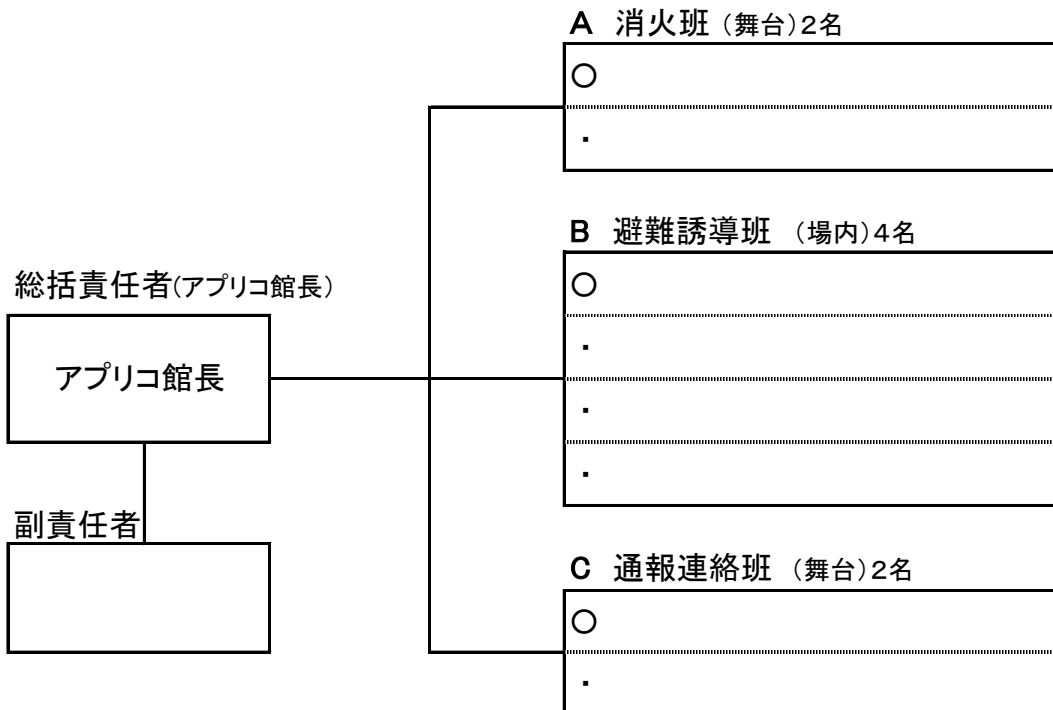 総括責任者(アプリコ館長)
アプリコ館長
副責任者
A 消火班 (舞台)2名
○
・
B 避難誘導班 (場内)4名
○
・
・
・
C 通報連絡班 (舞台)2名
○
・